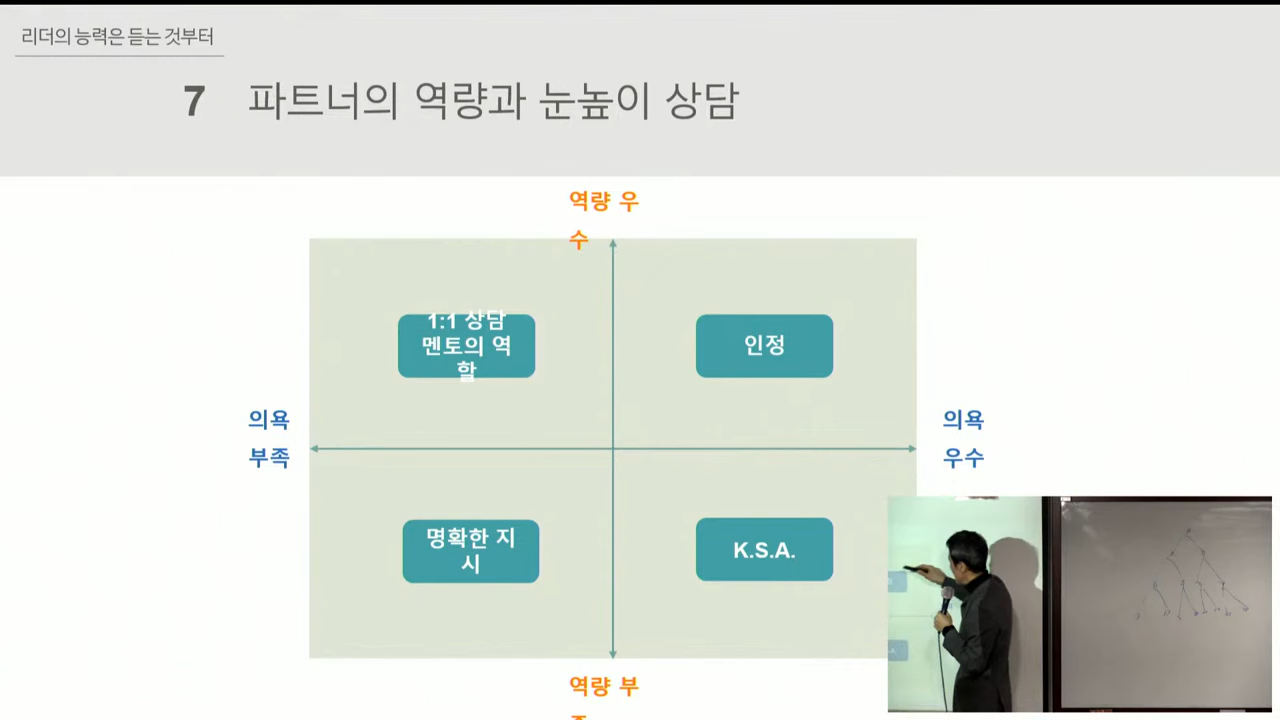 리더의 능력은 듣는 것부터
7 파트너의 역량과 눈높이 상담
역량 우
수
1:1 상담
멘토의 역
할
인정
의욕
부족
의욕
우수
명확한 지
시
K.S.A.
역량 부